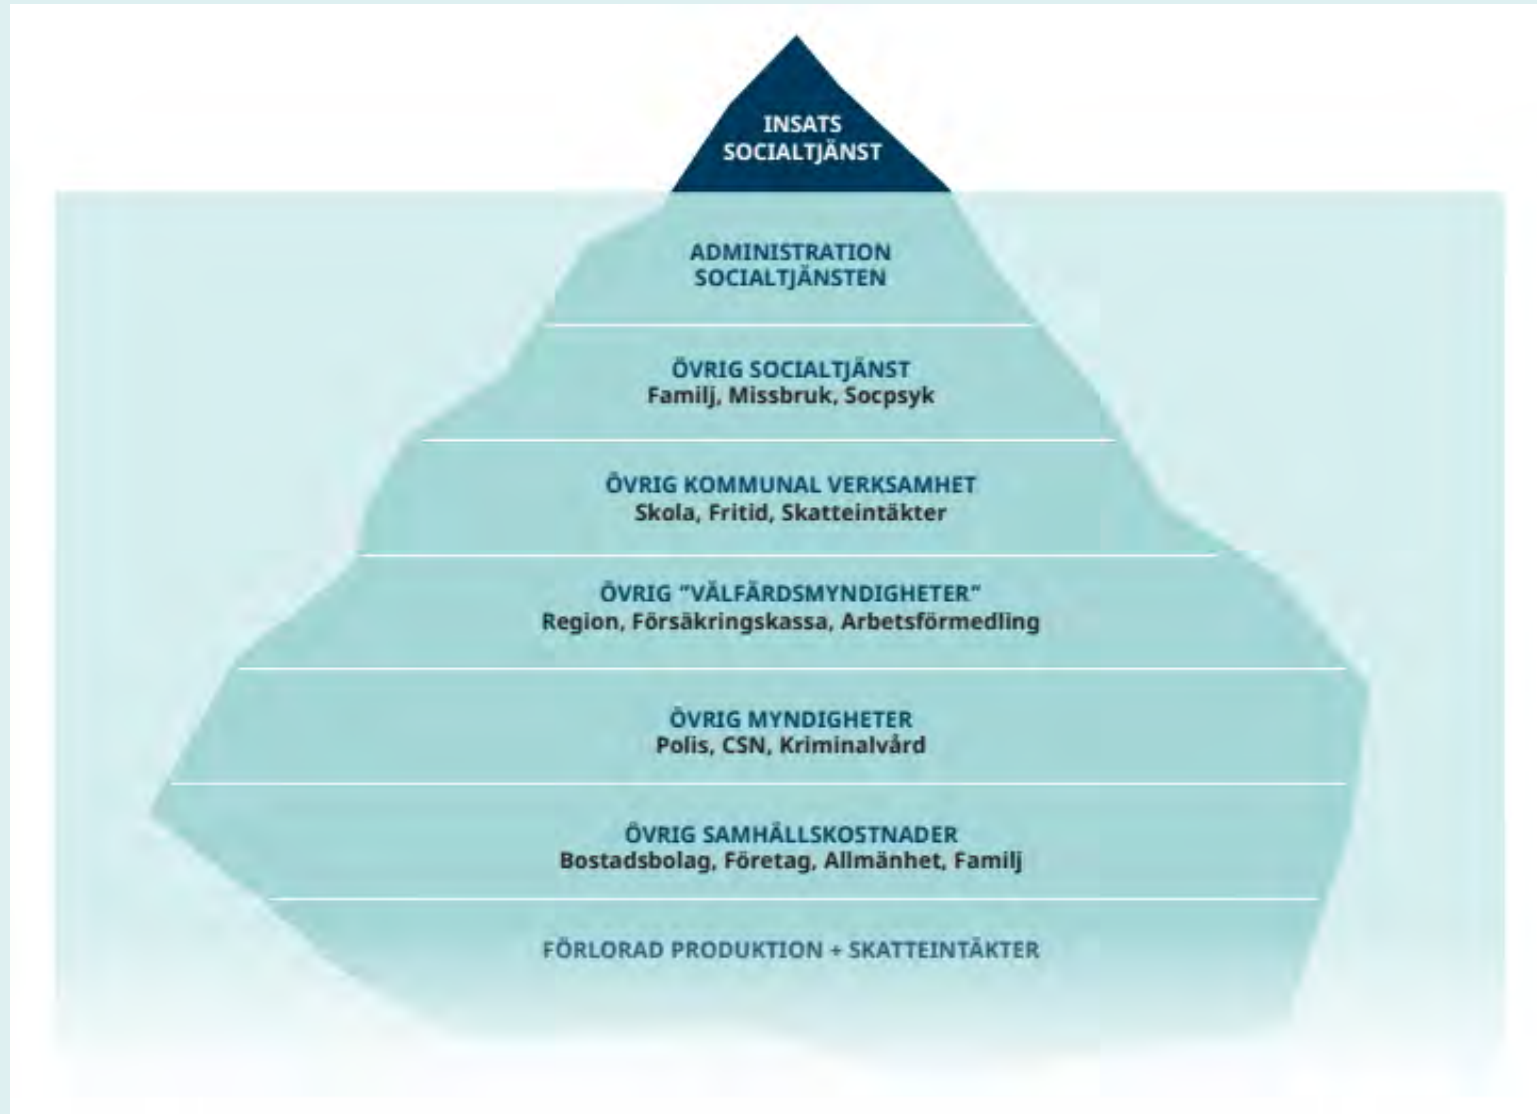 INSATS
SOCIALTJÄNST
ADMINISTRATION
SOCIALTJÄNSTEN
ÖVRIG SOCIALTJÄNST
Familj, Missbruk, Socpsyk
ÖVRIG KOMMUNAL VERKSAMHET
Skola, Fritid, Skatteintäkter
ÖVRIG ”VÄLFÄRDSMYNDIGHETER”
Region, Försäkringskassa, Arbetsförmedling
ÖVRIG MYNDIGHETER
Polis, CSN, Kriminalvård
ÖVRIG SAMHÄLLSKOSTNADER
Bostadsbolag, Företag, Allmänhet, Familj
FÖRLORAD PRODUKTION + SKATTEINTÄKTER